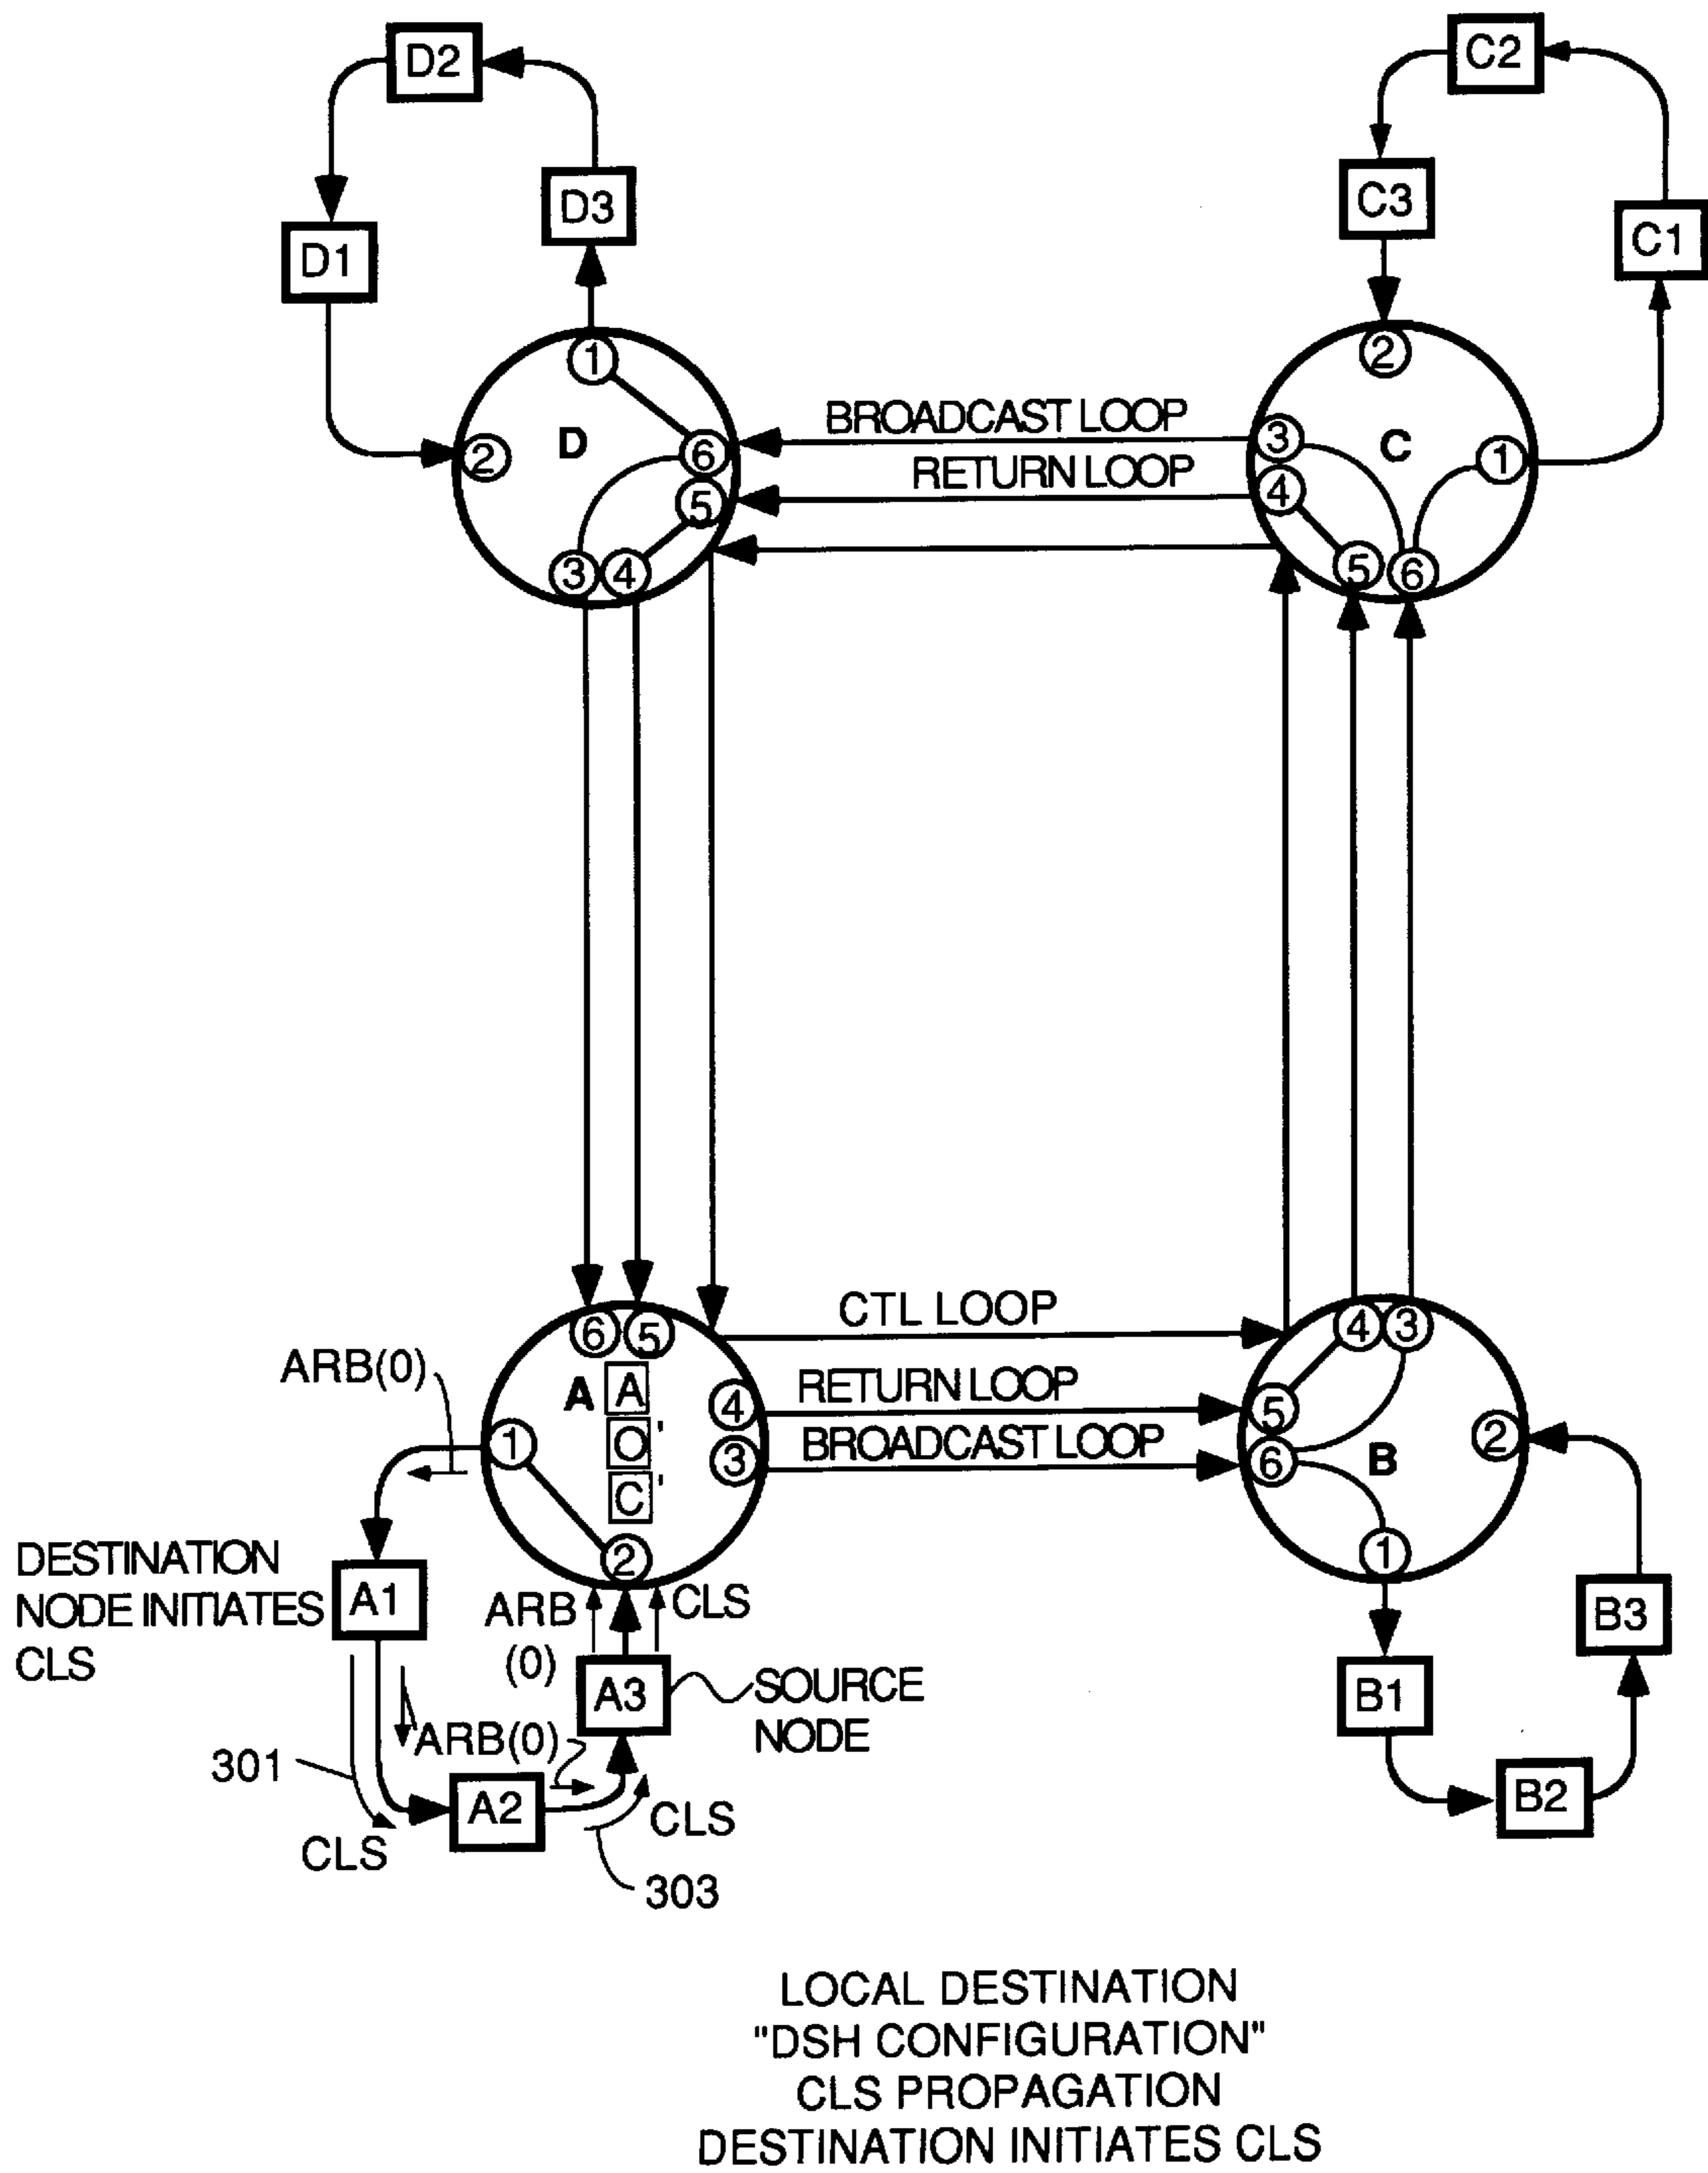 D2
C2
D3
C3
D1
C1
1
2
BROADCAST LOOP
2
D
6
3
C
1
RETURN LOOP
5
4
3
4
5
6
CTL LOOP
6
5
4
3
ARB(0)
A
A
4
RETURN LOOP
5
1
O'
3
BROADCAST LOOP
6
B
2
C'
2
1
DESTINATION
NODE INITIATES
CLS
A1
ARB
(0)
CLS
B3
A3
SOURCE
NODE
B1
ARB(0)
301
A2
B2
CLS
CLS
303
LOCAL DESTINATION
"DSH CONFIGURATION"
CLS PROPAGATION
DESTINATION INITIATES CLS